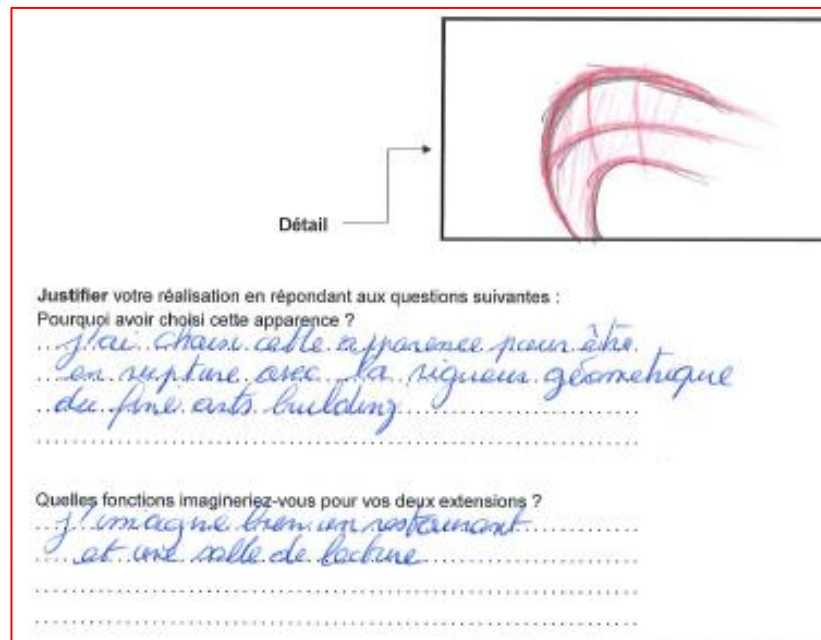 Détail
Justifier votre réalisation en répondant aux questions suivantes :
Pourquoi avoir choisi cette apparence ?
j'ai choisi cette apparence pour être
en rupture avec la rigueur géometrique
du fine arts building
Quelles fonctions imagineriez-vous pour vos deux extensions ?
j'imagine bien un restaurant
et une salle de lecture